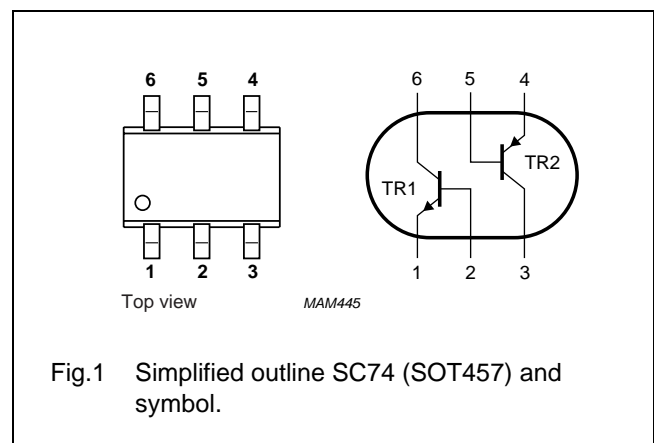 6 5 4
6 5 4
TR1
TR2
1 2 3
1 2 3
Top view
MAM445
Fig.1 Simplified outline SC74 (SOT457) and
symbol.